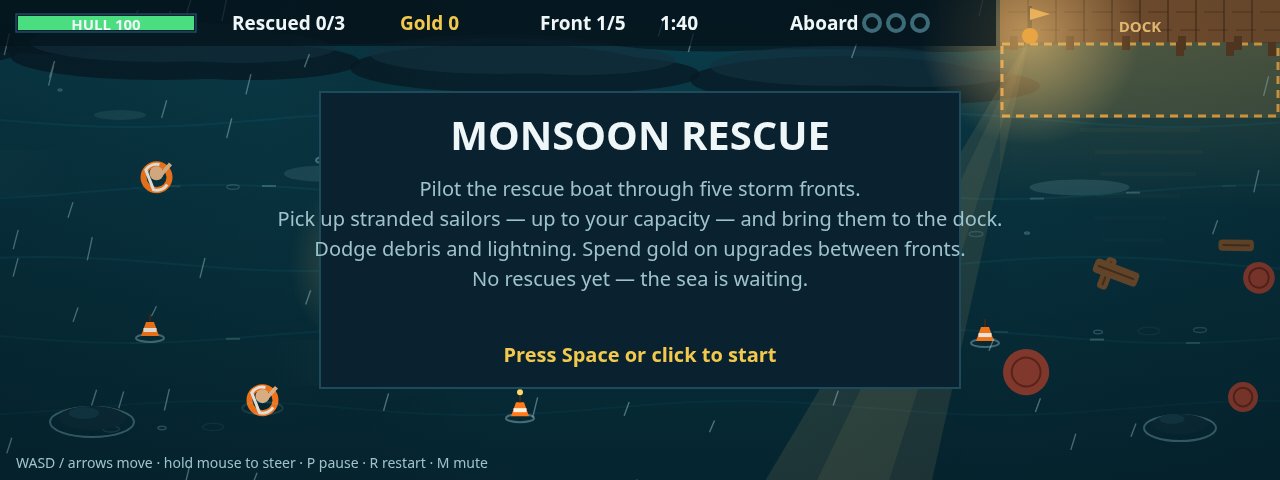 HULL 100 Rescued 0/3 Gold 0 Front 1/5 1:40 Aboard
DOCK
MONSOON RESCUE
Pilot the rescue boat through five storm fronts.
Pick up stranded sailors — up to your capacity — and bring them to the dock.
Dodge debris and lightning. Spend gold on upgrades between fronts.
No rescues yet — the sea is waiting.
Press Space or click to start
WASD / arrows move · hold mouse to steer · P pause · R restart · M mute